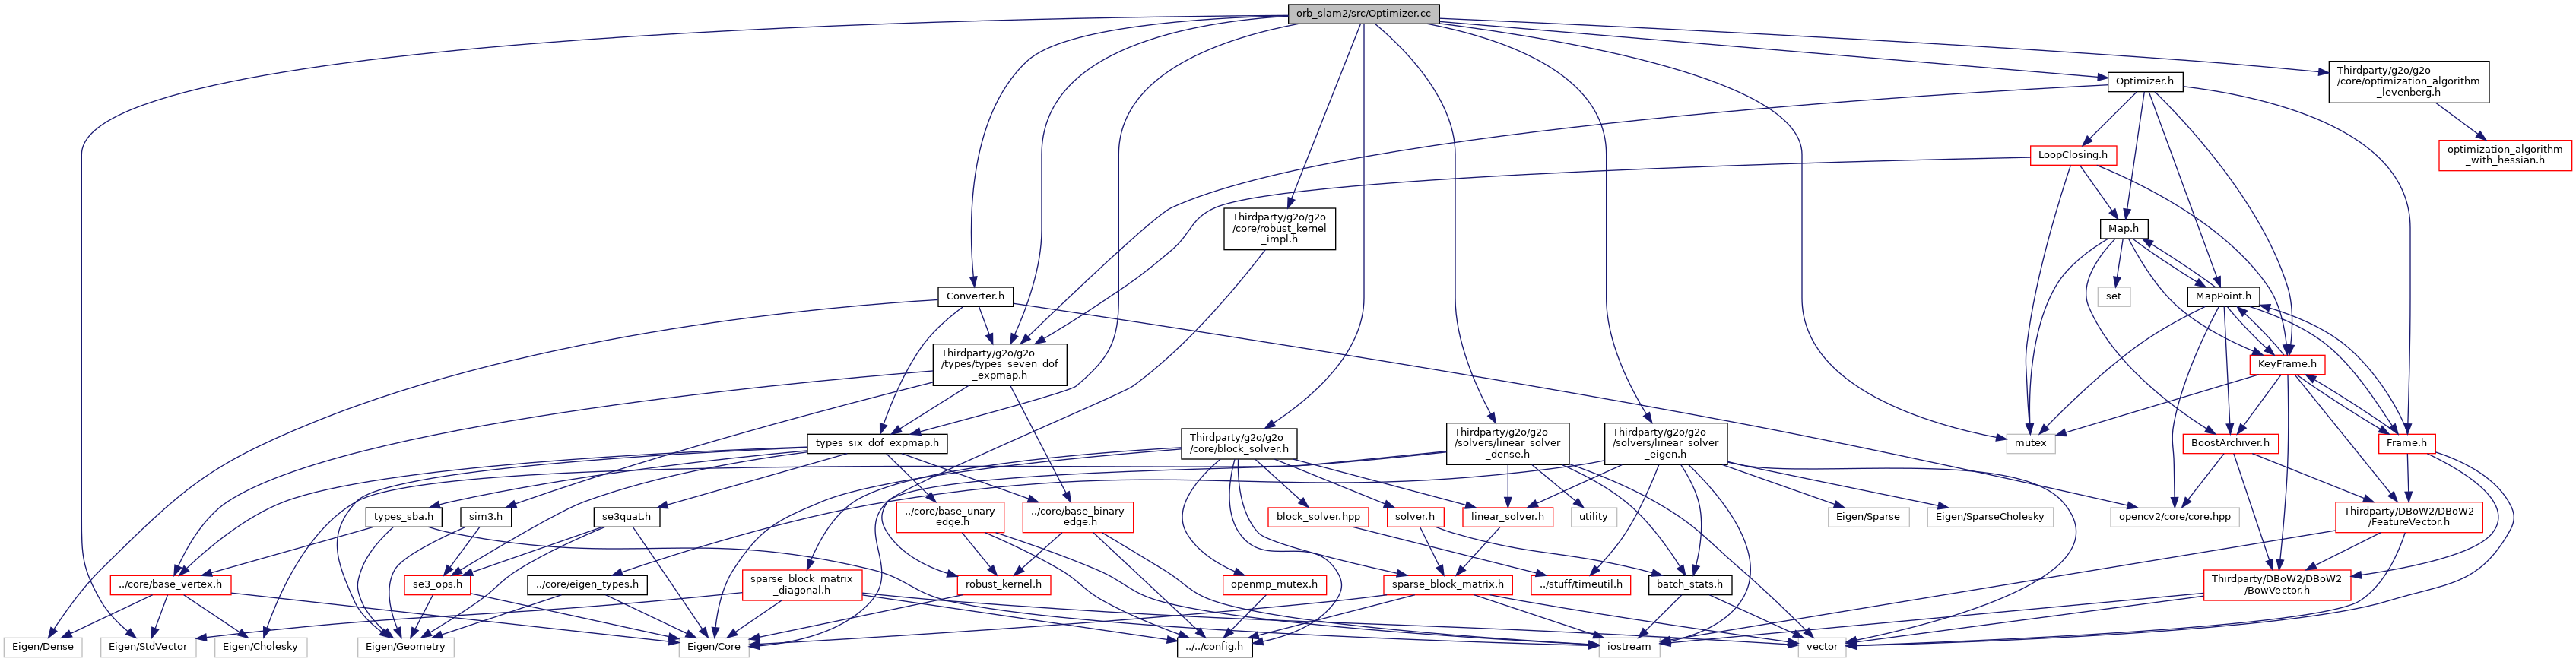 orb_slam2/src/Optimizer.cc
Thirdparty/g2o/g2o
/core/optimization_algorithm
_levenberg.h
Optimizer.h
optimization_algorithm
_with_hessian.h
LoopClosing.h
Thirdparty/g2o/g2o
/core/robust_kernel
_impl.h
Map.h
Converter.h
set
MapPoint.h
Thirdparty/g2o/g2o
/types/types_seven_dof
_expmap.h
KeyFrame.h
types_six_dof_expmap.h
Thirdparty/g2o/g2o
/core/block_solver.h
Thirdparty/g2o/g2o
/solvers/linear_solver
_dense.h
Thirdparty/g2o/g2o
/solvers/linear_solver
_eigen.h
mutex
BoostArchiver.h
Frame.h
types_sba.h
sim3.h
se3quat.h
../core/base_unary
_edge.h
../core/base_binary
_edge.h
block_solver.hpp
solver.h
linear_solver.h
utility
Eigen/Sparse
Eigen/SparseCholesky
opencv2/core/core.hpp
Thirdparty/DBoW2/DBoW2
/FeatureVector.h
../core/base_vertex.h
se3_ops.h
../core/eigen_types.h
sparse_block_matrix
_diagonal.h
robust_kernel.h
openmp_mutex.h
sparse_block_matrix.h
../stuff/timeutil.h
batch_stats.h
Thirdparty/DBoW2/DBoW2
/BowVector.h
Eigen/Dense
Eigen/StdVector
Eigen/Cholesky
Eigen/Geometry
Eigen/Core
../../config.h
iostream
vector